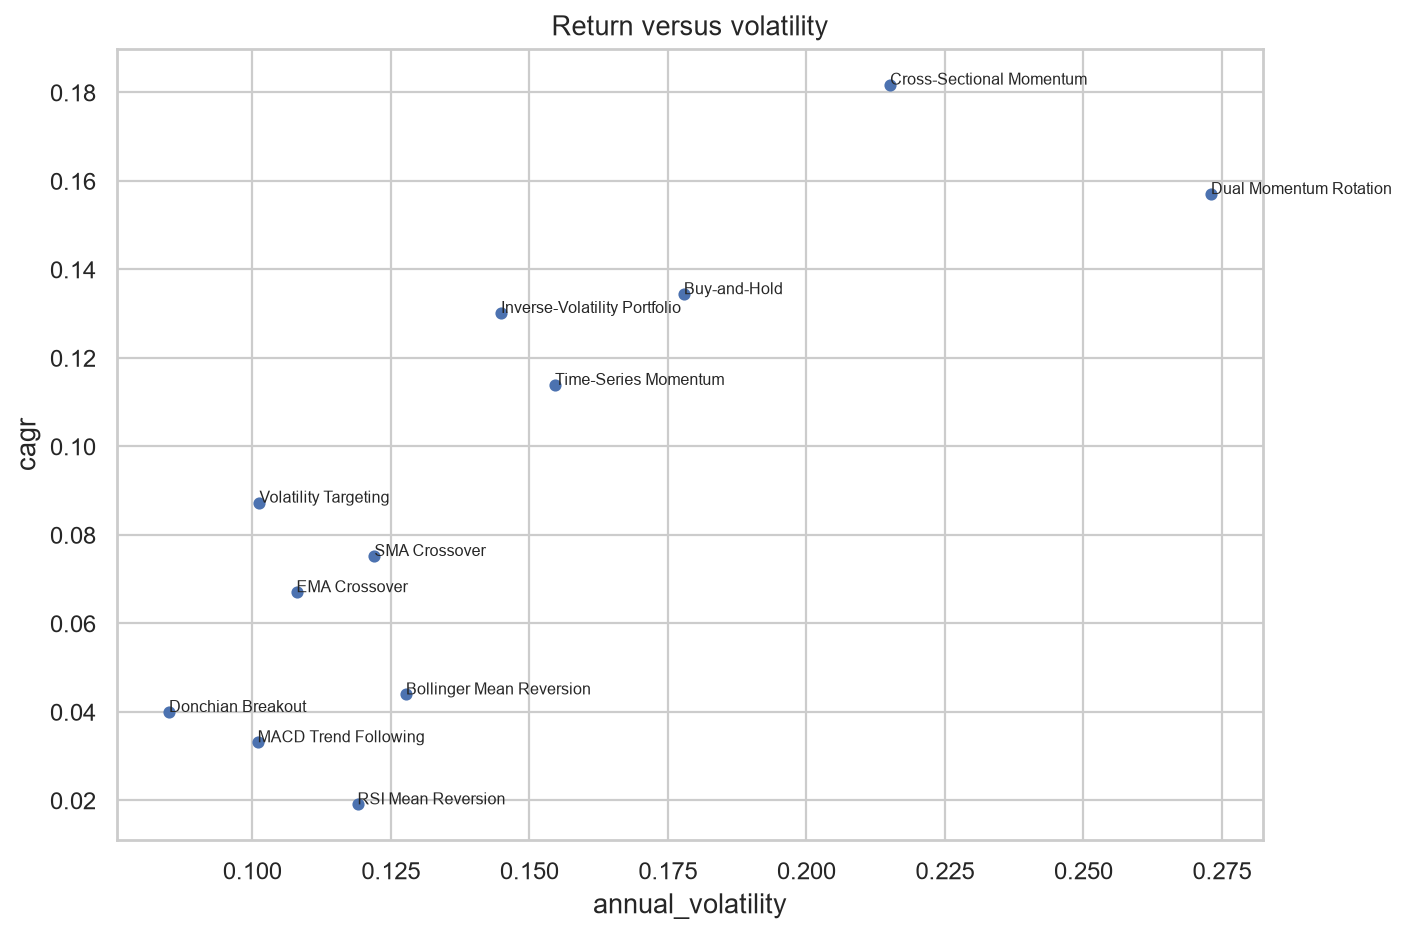 Return versus volatility
0.18
Cross-Sectional Momentum
0.16
Dual Momentum Rotation
0.14
Buy-and-Hold
Inverse-Volatility Portfolio
0.12
Time-Series Momentum
cagr
0.10
Volatility Targeting
0.08
SMA Crossover
EMA Crossover
0.06
Bollinger Mean Reversion
0.04
Donchian Breakout
MACD Trend Following
0.02
RSI Mean Reversion
0.100 0.125 0.150 0.175 0.200 0.225 0.250 0.275
annual_volatility